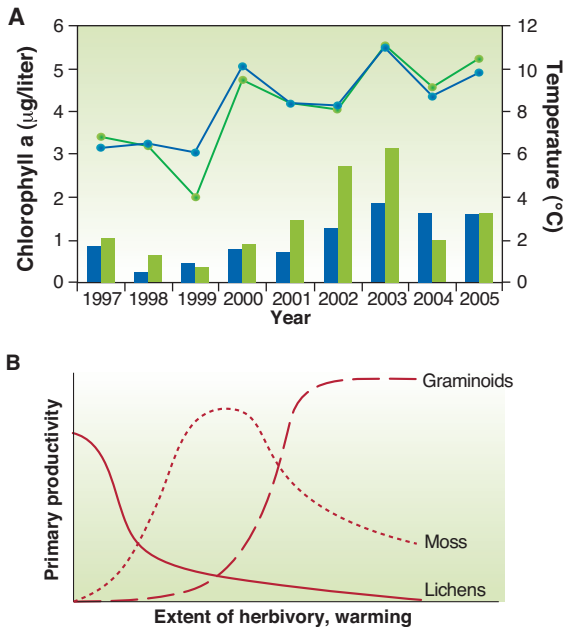 A
Chlorophyll a (µg/liter)
6
5
4
3
2
1
0
12
10
8
6
4
2
0
Temperature (°C)
1997 1998 1999 2000 2001 2002 2003 2004 2005
Year
B
Primary productivity
Graminoids
Moss
Lichens
Extent of herbivory, warming